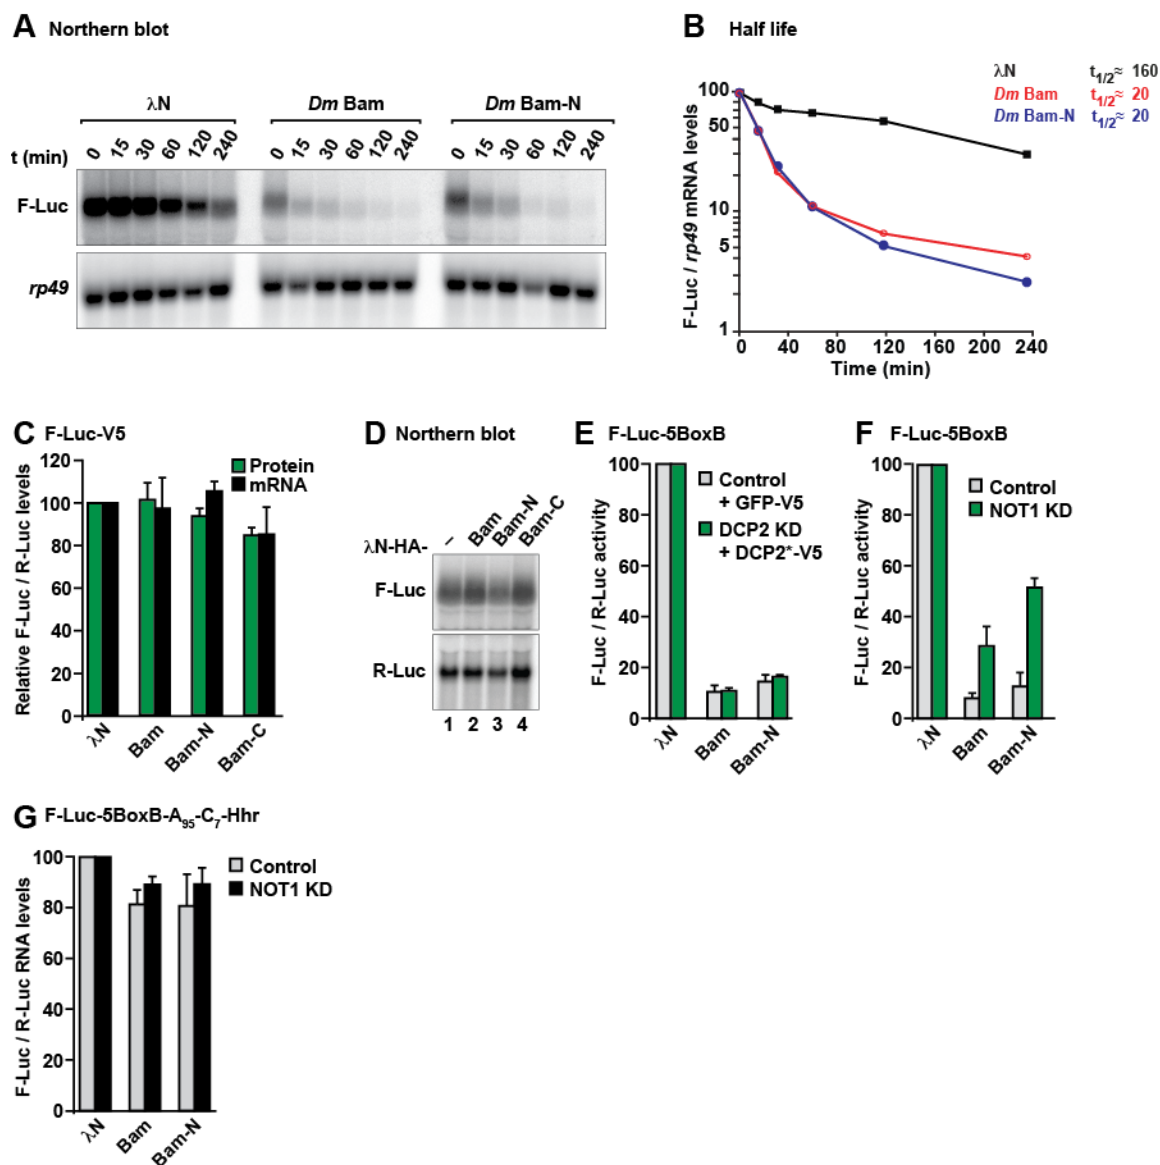 A Northern blot
λN Dm Bam Dm Bam-N
t (min) 0 15 30 60 120 240 0 15 30 60 120 240 0 15 30 60 120 240
F-Luc
rp49
B Half life
λN t1/2≈ 160
Dm Bam t1/2≈ 20
Dm Bam-N t1/2≈ 20
F-Luc / rp49 mRNA levels
100
50
10
5
1
0 40 80 120 160 200 240
Time (min)
C F-Luc-V5
Relative F-Luc / R-Luc levels
120
100
80
60
40
20
0
Protein
mRNA
λN Bam Bam-N Bam-C
D Northern blot
λN-HA- – Bam Bam-N Bam-C
F-Luc
R-Luc
1 2 3 4
E F-Luc-5BoxB
F-Luc / R-Luc activity
100
80
60
40
20
0
Control
+ GFP-V5
DCP2 KD
+ DCP2*-V5
λN Bam Bam-N
F F-Luc-5BoxB
F-Luc / R-Luc activity
100
80
60
40
20
0
Control
NOT1 KD
λN Bam Bam-N
G F-Luc-5BoxB-A95-C7-Hhr
F-Luc / R-Luc RNA levels
100
80
60
40
20
0
Control
NOT1 KD
λN Bam Bam-N